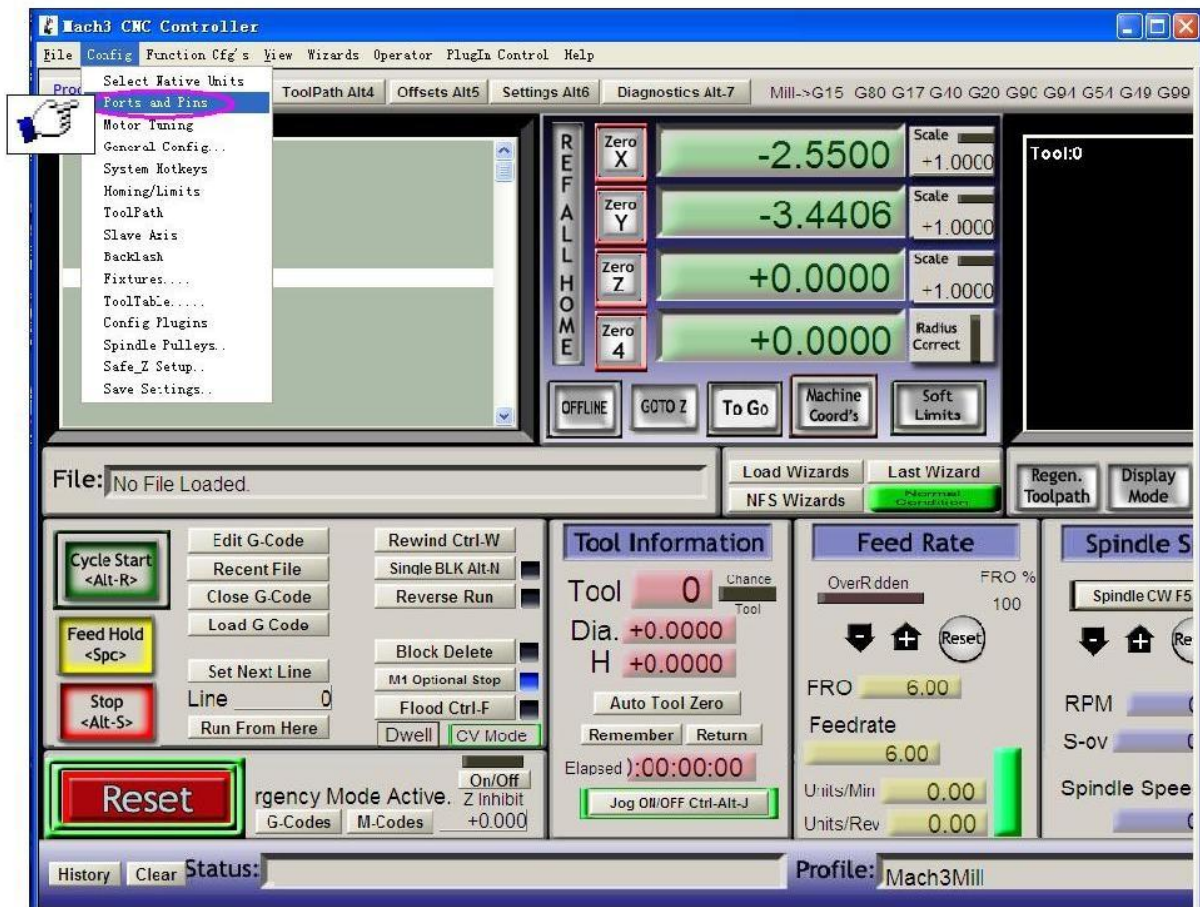 Mach3 CNC Controller
File Config Function Cfg's View Wizards Operator PlugIn Control Help
ToolPath Alt4 Offsets Alt5 Settings Alt6 Diagnostics Alt-7 Mill->G15 G80 G17 G40 G20 G90 G94 G54 G49 G99
Select Native Units
Ports and Pins
Motor Tuning
General Config...
System Hotkeys
Homing/Limits
ToolPath
Slave Axis
Backlash
Fixtures....
ToolTable.....
Config Plugins
Spindle Pulleys..
Safe_Z Setup..
Save Settings..
REF ALL HOME
Zero X -2.5500 Scale +1.0000
Zero Y -3.4406 Scale +1.0000
Zero Z +0.0000 Scale +1.0000
Zero 4 +0.0000 Radius Correct
OFFLINE GOTO Z To Go Machine Coord's Soft Limits
Tool:0
File: No File Loaded.
Load Wizards Last Wizard
NFS Wizards Normal Condition
Regen. Toolpath Display Mode
Cycle Start <Alt-R>
Feed Hold <Spc>
Stop <Alt-S>
Edit G-Code
Recent File
Close G-Code
Load G Code
Set Next Line
Line 0
Run From Here
Rewind Ctrl-W
Single BLK Alt-N
Reverse Run
Block Delete
M1 Optional Stop
Flood Ctrl-F
Dwell CV Mode
Reset
rgency Mode Active.
G-Codes M-Codes
On/Off
Z Inhibit
+0.000
Tool Information
Tool 0 Chance Tool
Dia. +0.0000
H +0.0000
Auto Tool Zero
Remember Return
Elapsed ):00:00:00
Jog ON/OFF Ctrl-Alt-J
Feed Rate
OverRidden FRO %
100
Reset
FRO 6.00
Feedrate
6.00
Units/Min 0.00
Units/Rev 0.00
Spindle S
Spindle CW F5
Re
RPM
S-ov
Spindle Spee
History Clear Status:
Profile: Mach3Mill